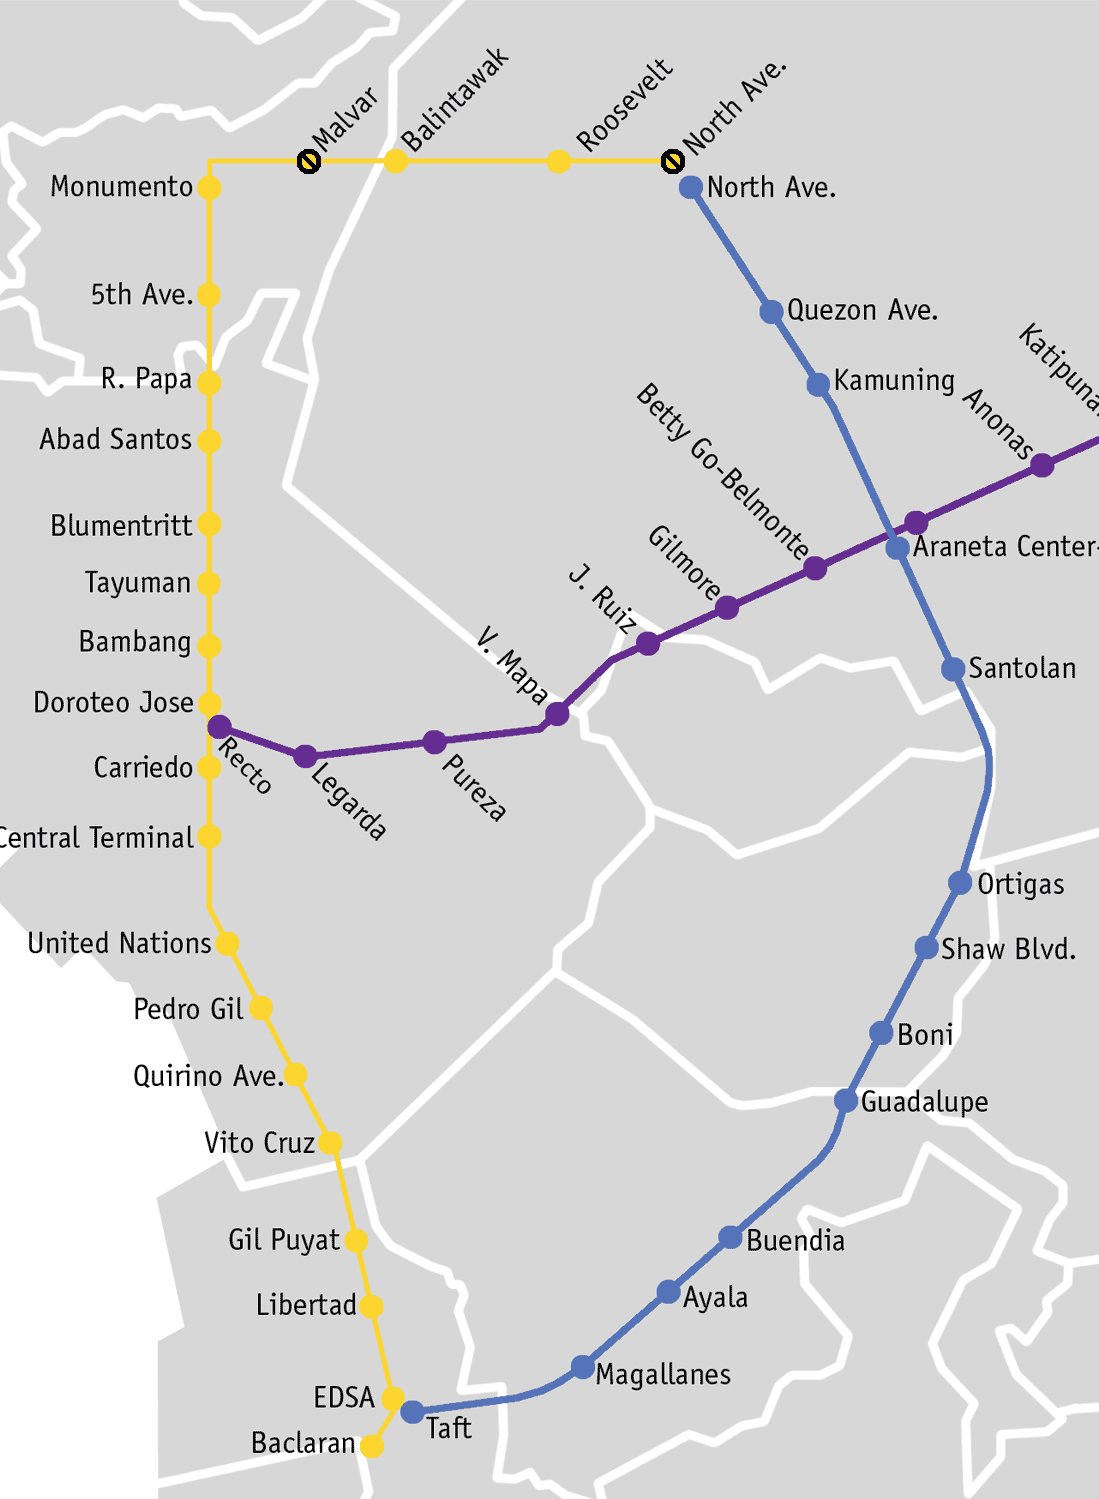 Malvar
Balintawak
Roosevelt
North Ave.
Monumento
North Ave.
5th Ave.
Quezon Ave.
R. Papa
Kamuning
Abad Santos
Betty Go-Belmonte
Anonas
Katipuna
Blumentritt
Gilmore
Araneta Center-
Tayuman
J. Ruiz
Bambang
V. Mapa
Santolan
Doroteo Jose
Recto
Carriedo
Legarda
Pureza
Central Terminal
Ortigas
United Nations
Shaw Blvd.
Pedro Gil
Boni
Quirino Ave.
Guadalupe
Vito Cruz
Gil Puyat
Buendia
Libertad
Ayala
EDSA
Magallanes
Taft
Baclaran